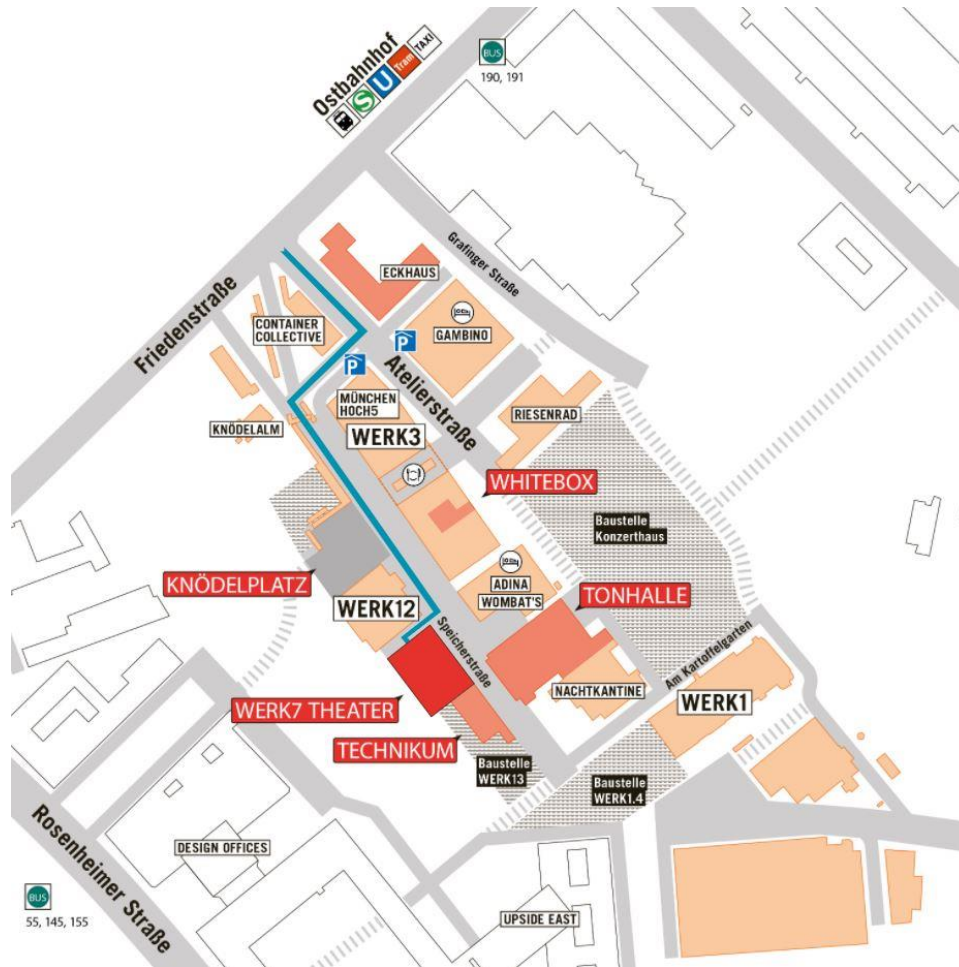 Ostbahnhof
S
U
Tram
TAXI
BUS
190, 191
Friedenstraße
Grafinger Straße
ECKHAUS
CONTAINER
COLLECTIVE
GAMBINO
P
P
Atelierstraße
MÜNCHEN
HOCH5
KNÖDELALM
WERK3
RIESENRAD
WHITEBOX
Baustelle
Konzerthaus
KNÖDELPLATZ
ADINA
WOMBAT'S
TONHALLE
WERK12
Speicherstraße
Am Kartoffelgarten
NACHTKANTINE
WERK1
WERK7 THEATER
TECHNIKUM
Baustelle
WERK13
Baustelle
WERK1.4
Rosenheimer Straße
DESIGN OFFICES
BUS
55, 145, 155
UPSIDE EAST